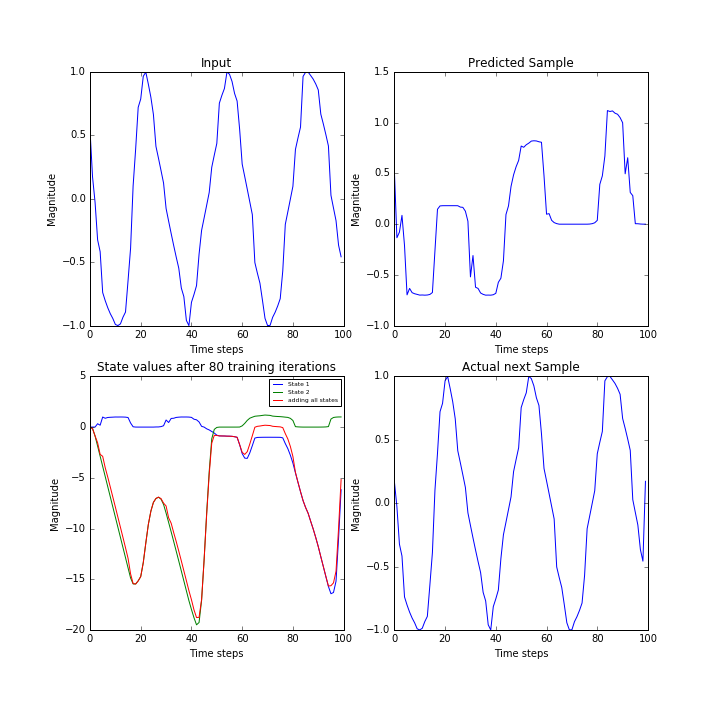 Input
Magnitude
1.0
0.5
0.0
−0.5
−1.0
0 20 40 60 80 100
Time steps
Predicted Sample
Magnitude
1.5
1.0
0.5
0.0
−0.5
−1.0
0 20 40 60 80 100
Time steps
State values after 80 training iterations
Magnitude
5
0
−5
−10
−15
−20
0 20 40 60 80 100
Time steps
State 1
State 2
adding all states
Actual next Sample
Magnitude
1.0
0.5
0.0
−0.5
−1.0
0 20 40 60 80 100
Time steps